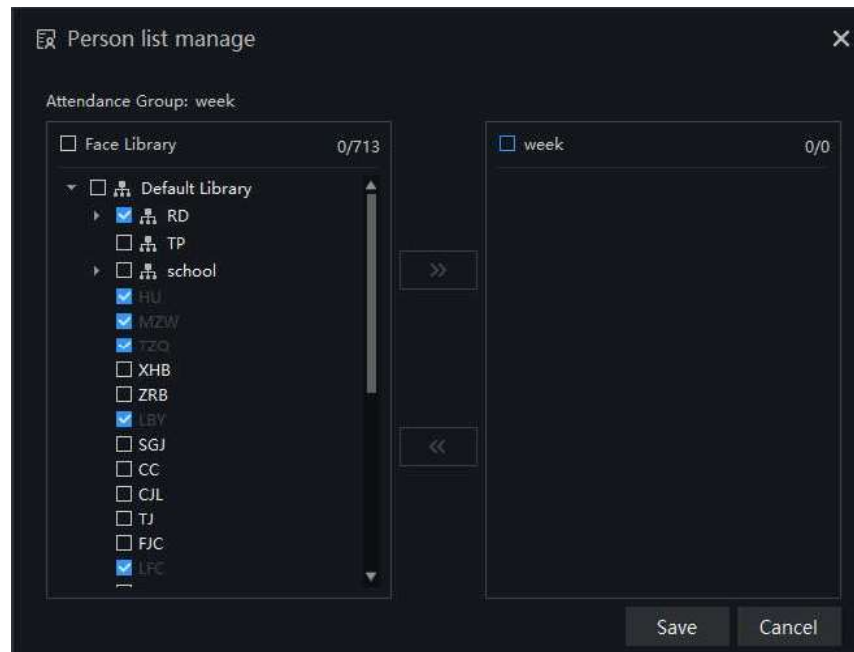 Person list manage
Attendance Group: week
Face Library 0/713
week 0/0
Default Library
RD
TP
school
HU
MZW
TZQ
XHB
ZRB
LBY
SGJ
CC
CJL
TJ
FJC
LFC
Save Cancel